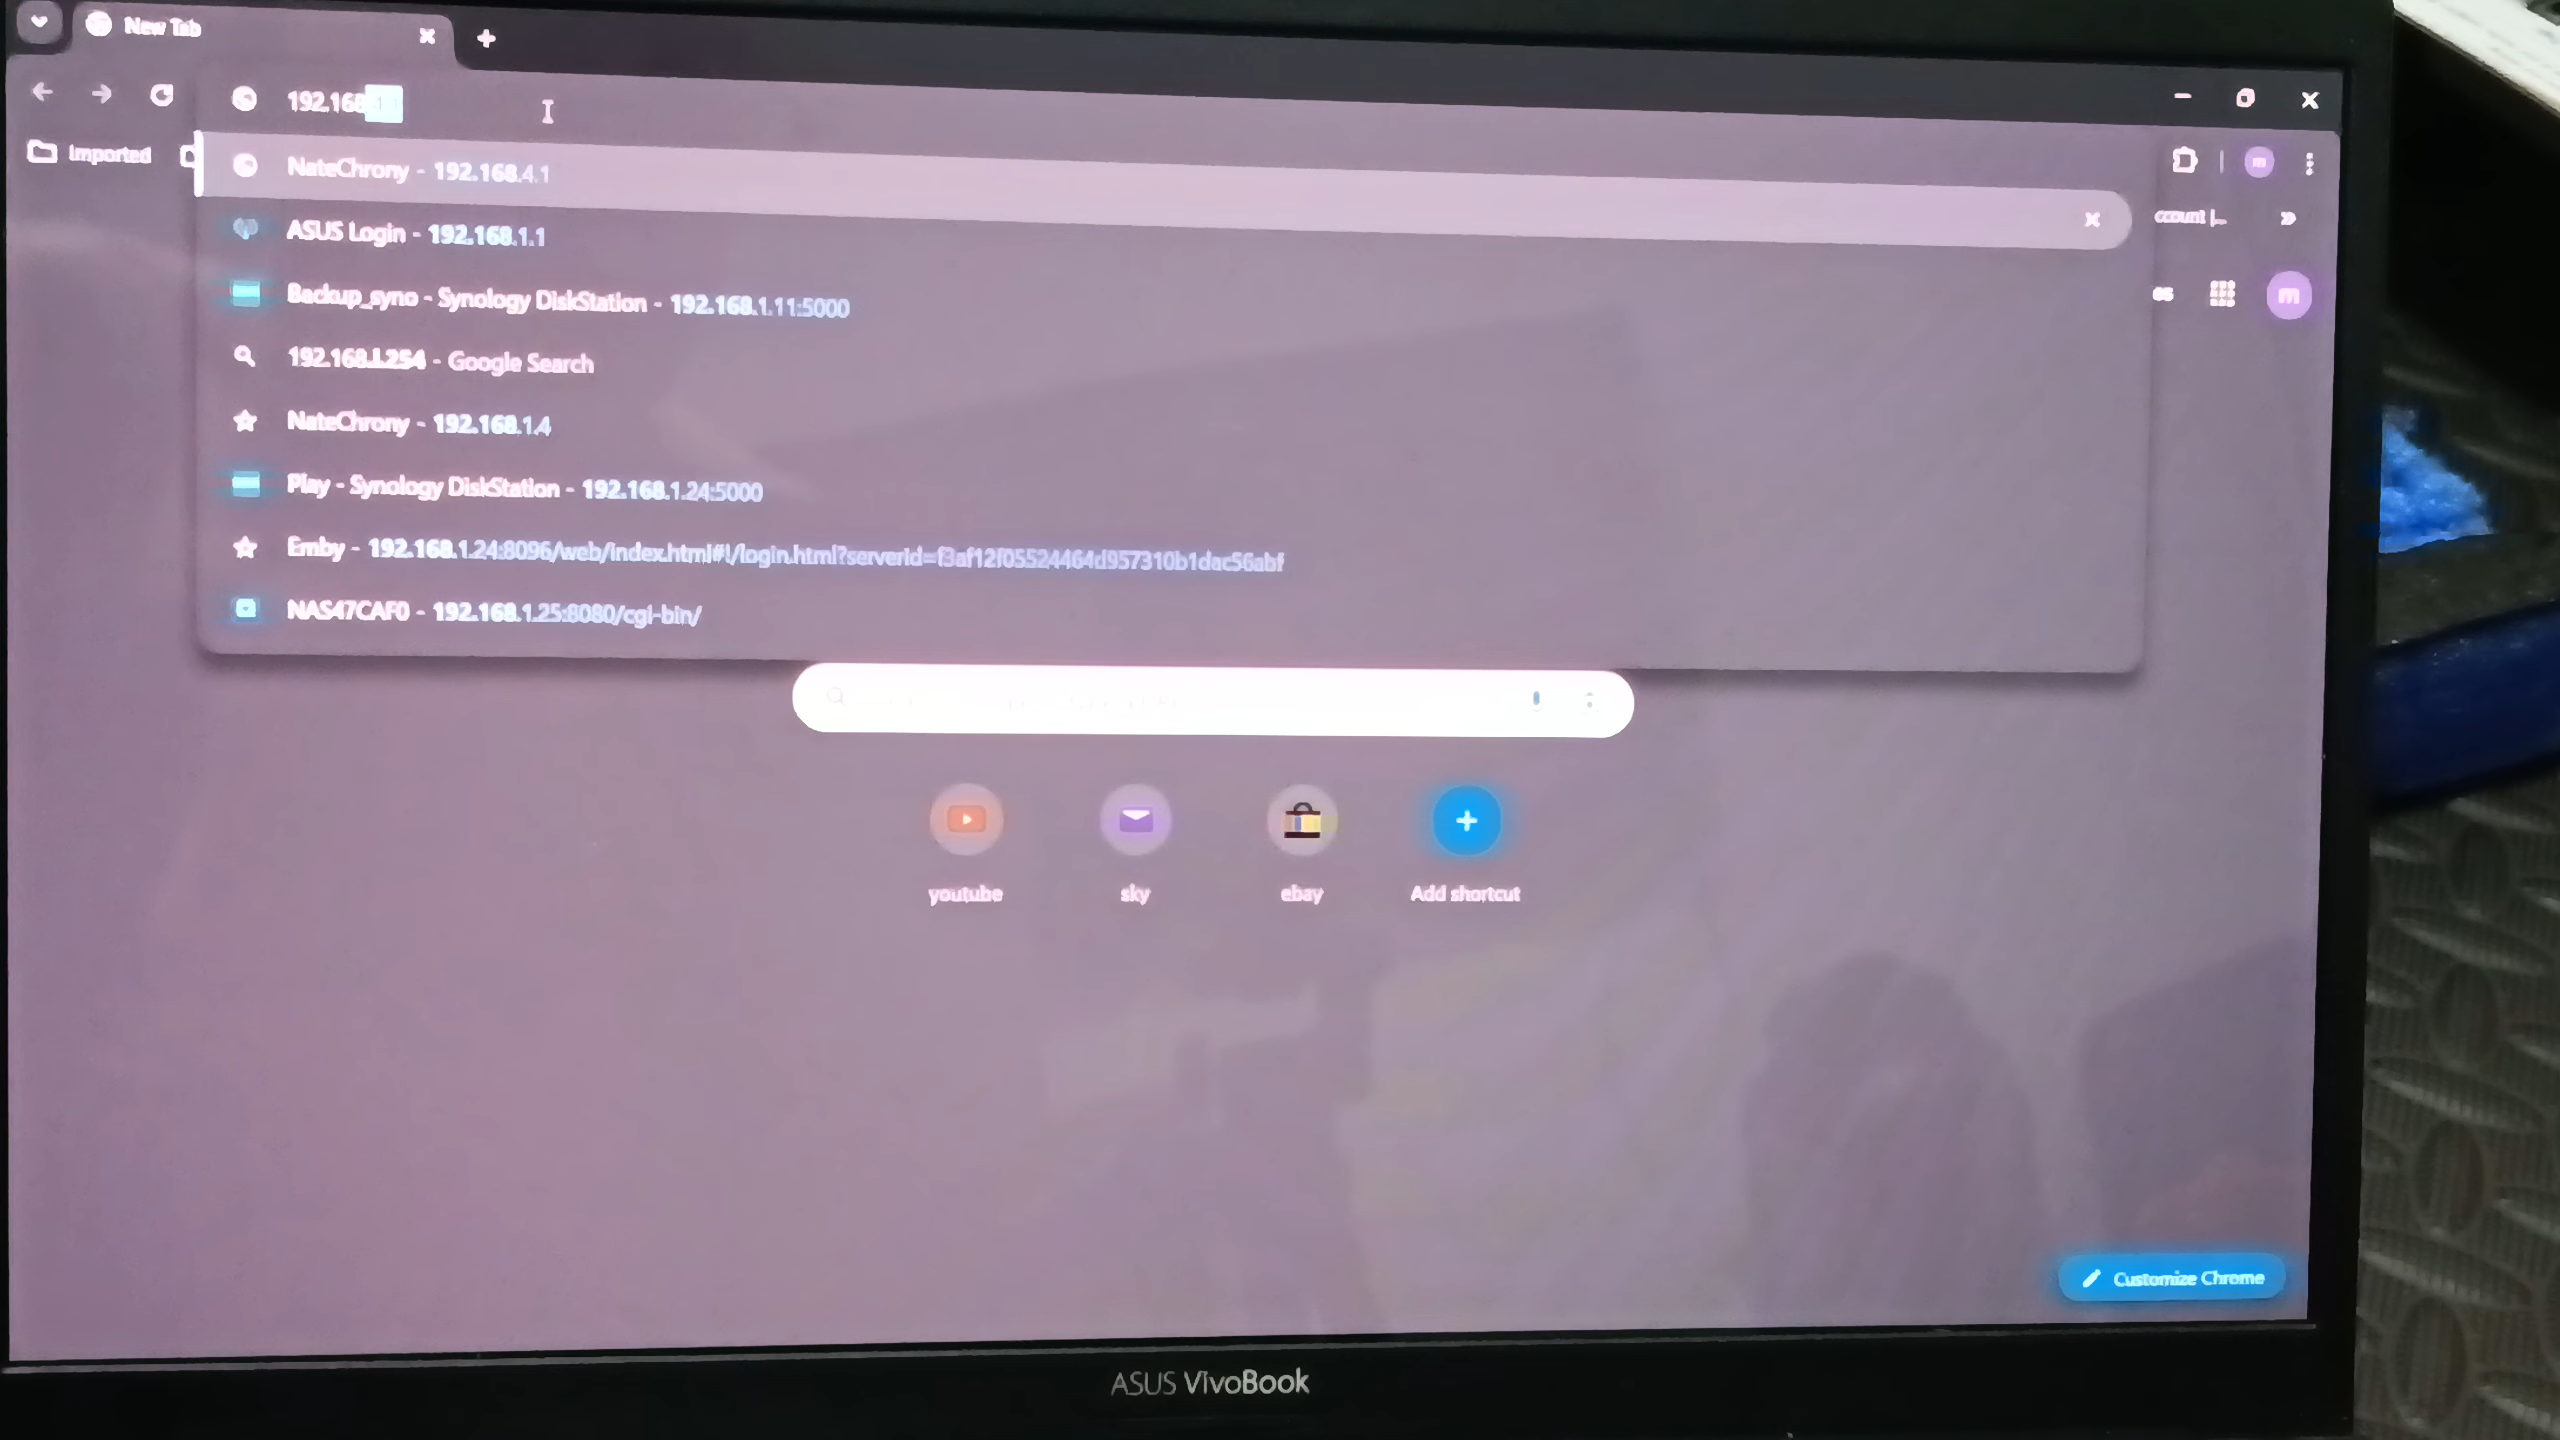 New Tab
192.168
Imported
NateChrony - 192.168.4.1
ASUS Login - 192.168.1.1
ccount |...
Backup_syno - Synology DiskStation - 192.168.1.11:5000
es
m
m
192.168.l.254 - Google Search
NateChrony - 192.168.1.4
Play - Synology DiskStation - 192.168.1.24:5000
Emby - 192.168.1.24:8096/web/index.html#!/login.html?serverId=f3af12f05524464d957310b1dac56abf
NAS47CAF0 - 192.168.1.25:8080/cgi-bin/
youtube
sky
ebay
Add shortcut
Customize Chrome
ASUS VivoBook